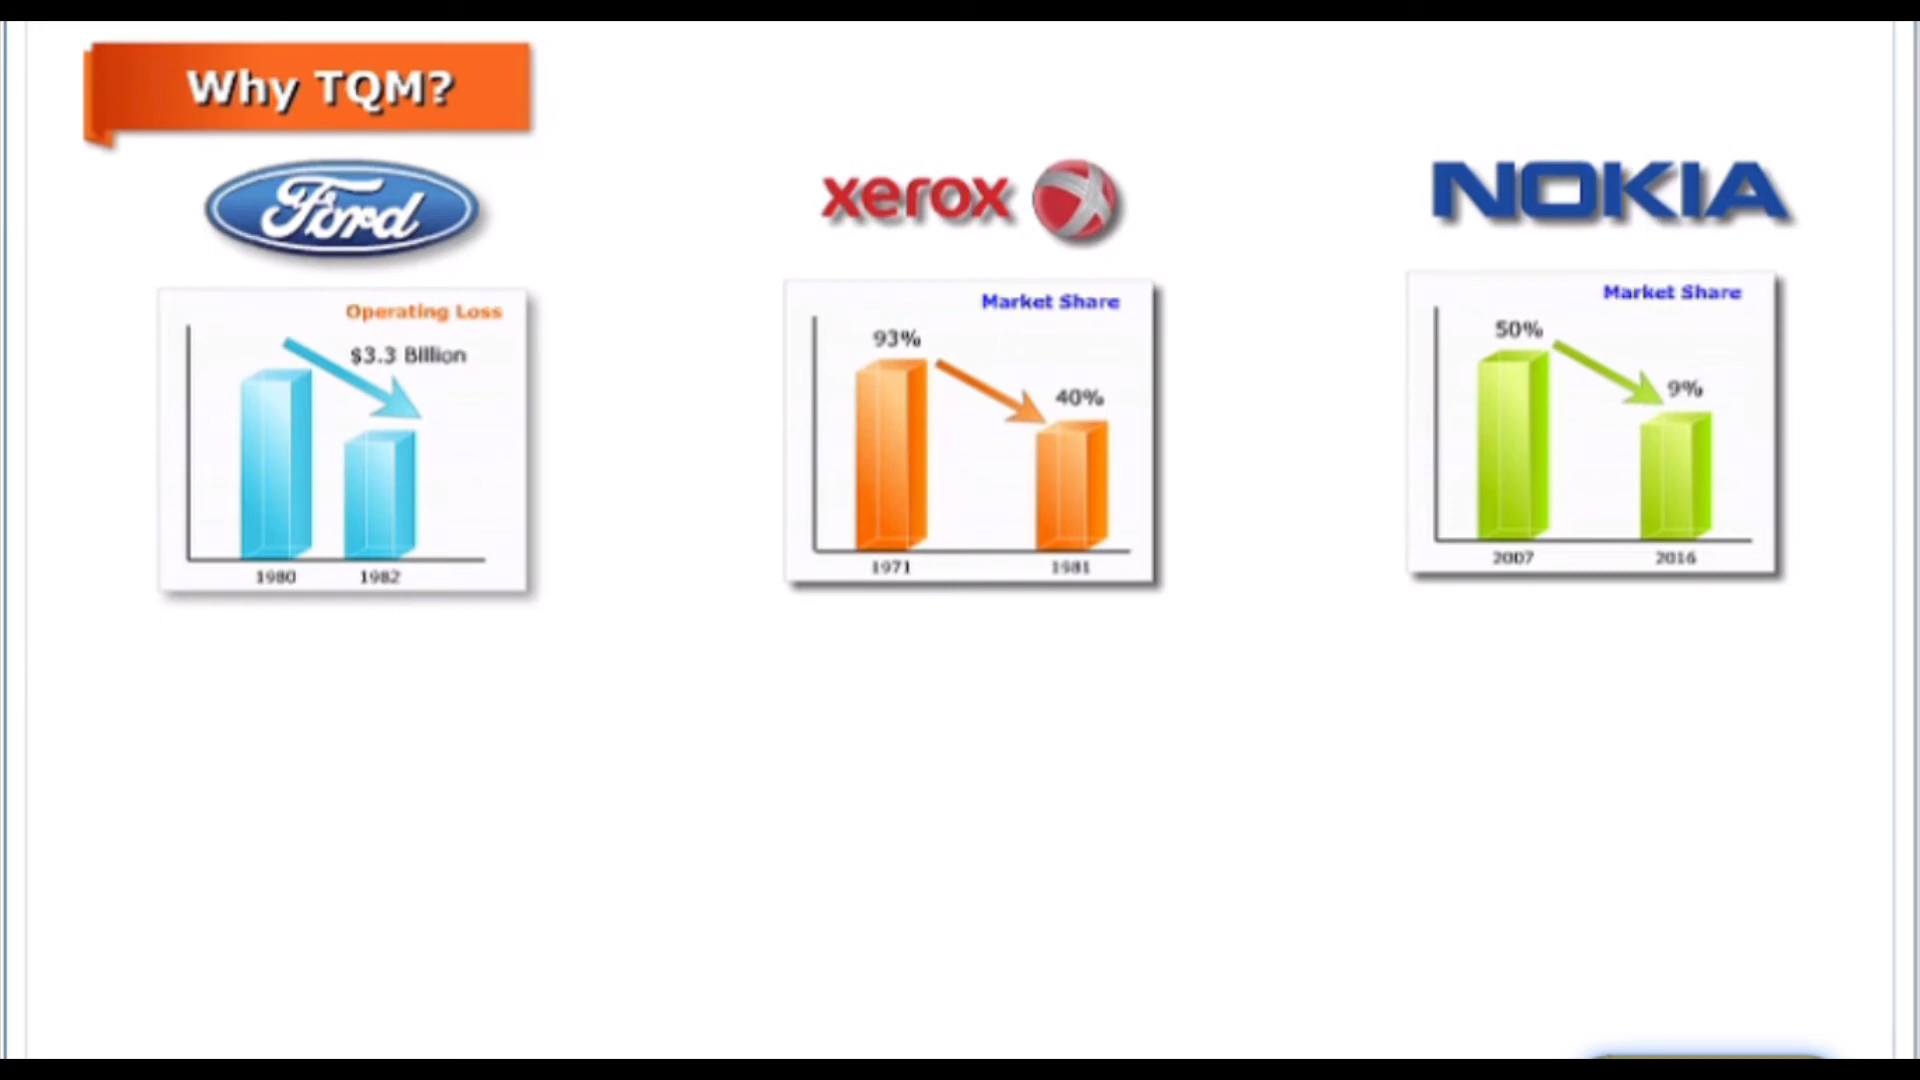 Why TQM?
Ford
xerox
NOKIA
Operating Loss
$3.3 Billion
1980
1982
Market Share
93%
40%
1971
1981
Market Share
50%
9%
2007
2016